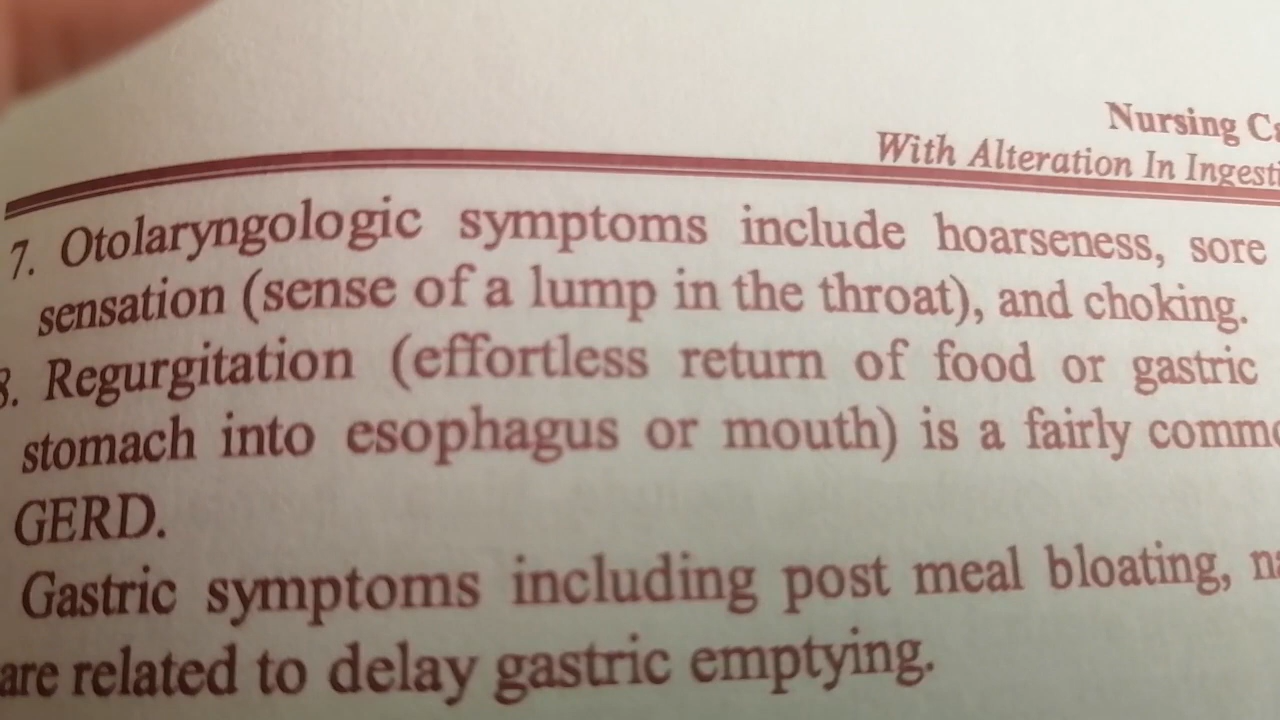 Nursing
With Alteration In
7. Otolaryngologic symptoms include hoarseness, sore
sensation (sense of a lump in the throat), and choking.
8. Regurgitation (effortless return of food or gastric
stomach into esophagus or mouth) is a fairly
GERD.
Gastric symptoms including post meal bloating,
are related to delay gastric emptying.